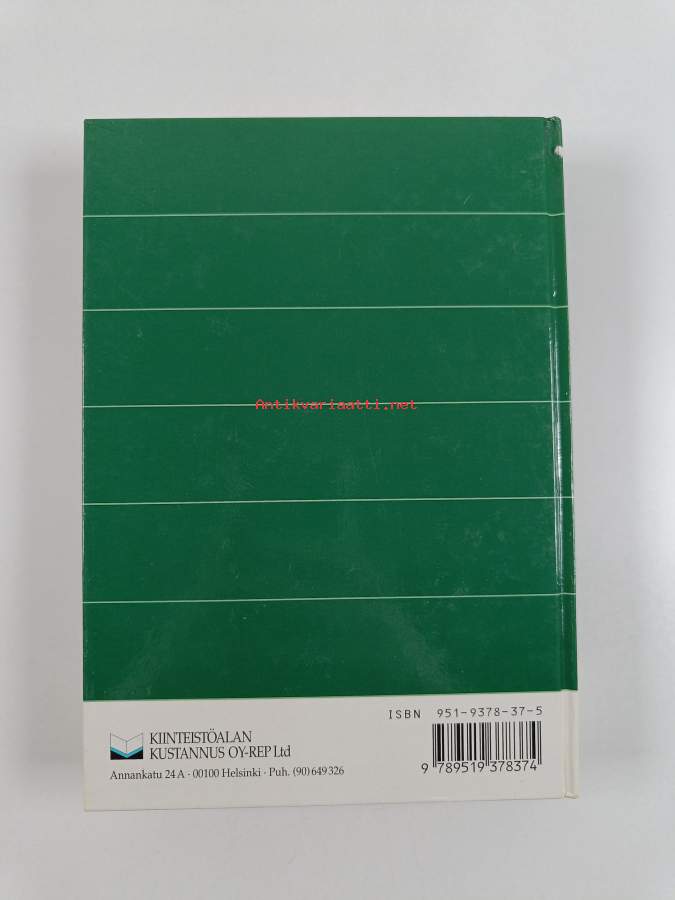 Antikvariaatti.net
ISBN 951-9378-37-5
KIINTEISTÖALAN
KUSTANNUS OY-REP Ltd
Annankatu 24 A · 00100 Helsinki · Puh. (90) 649 326
9 789519 378374